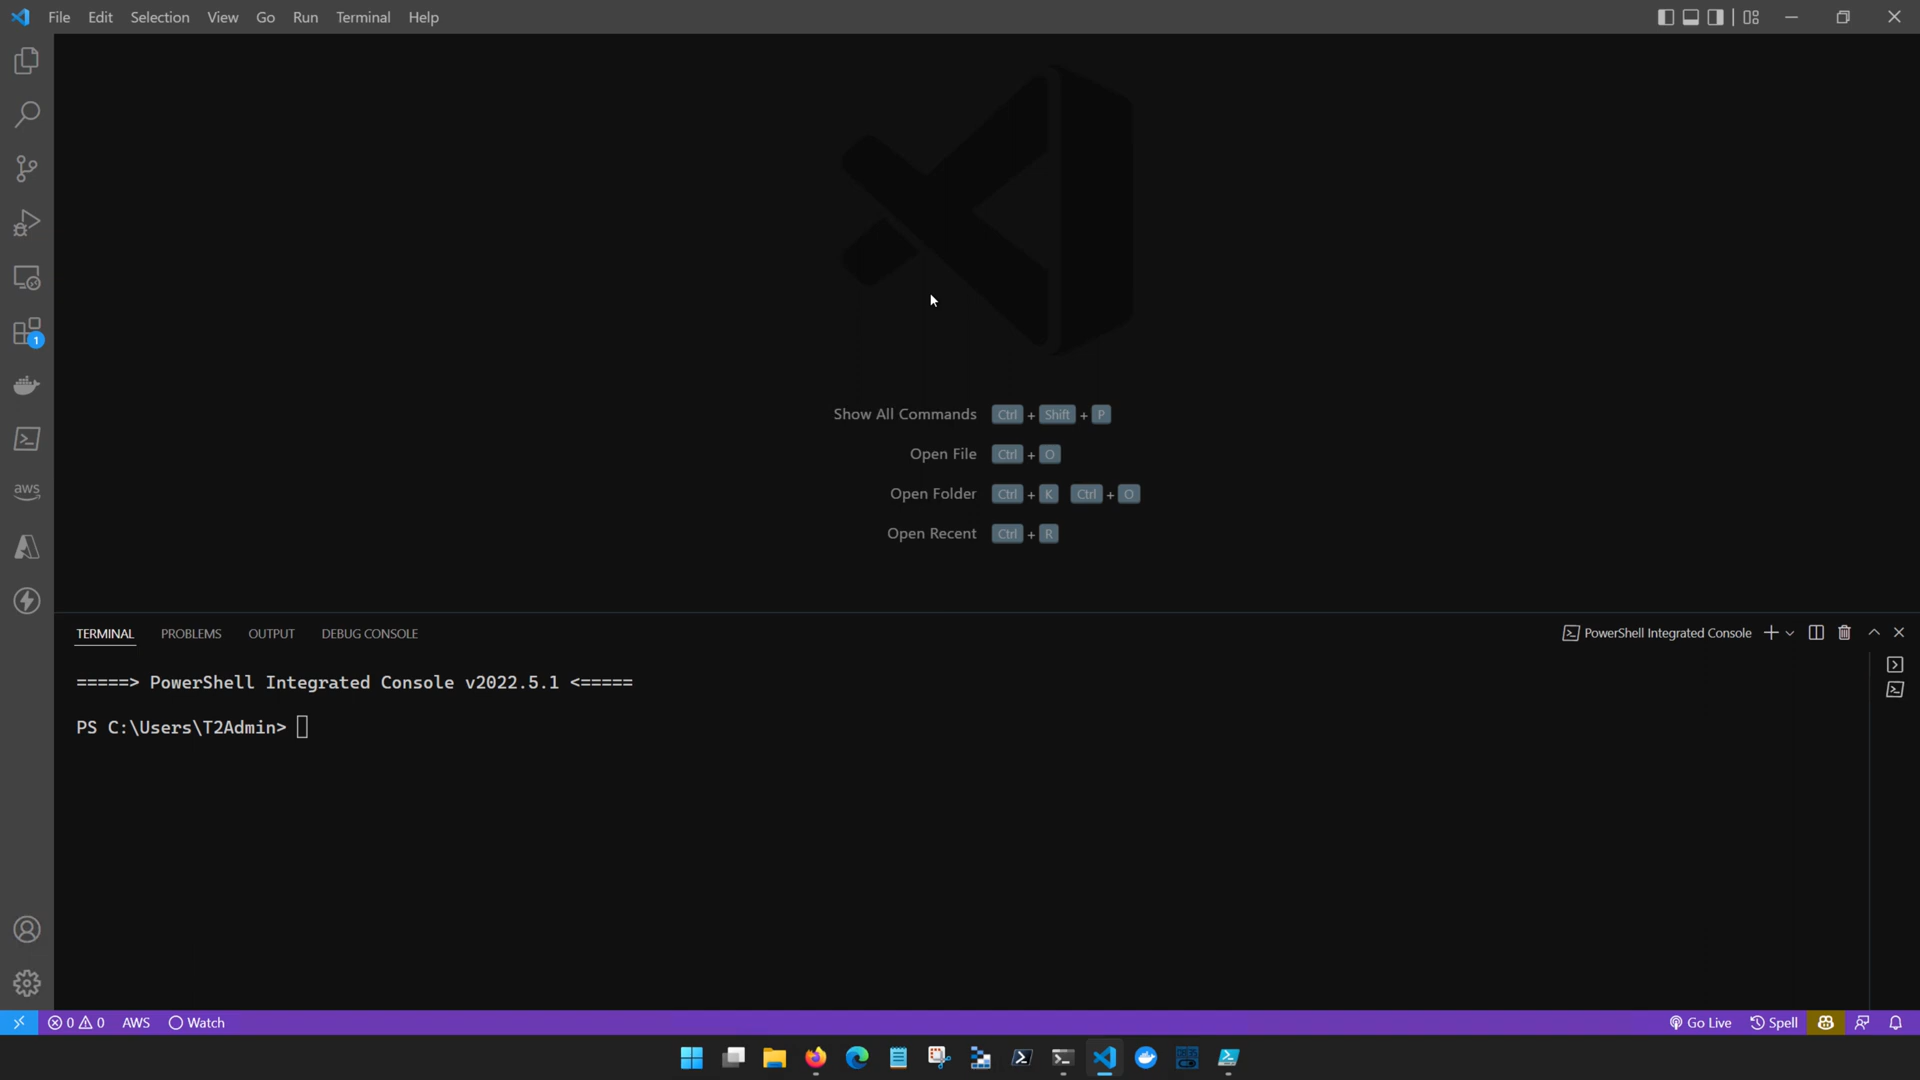 File Edit Selection View Go Run Terminal Help
1
aws
Show All Commands Ctrl + Shift + P
Open File Ctrl + O
Open Folder Ctrl + K Ctrl + O
Open Recent Ctrl + R
TERMINAL PROBLEMS OUTPUT DEBUG CONSOLE PowerShell Integrated Console
=====> PowerShell Integrated Console v2022.5.1 <=====
PS C:\Users\T2Admin>
0 0 AWS Watch Go Live Spell